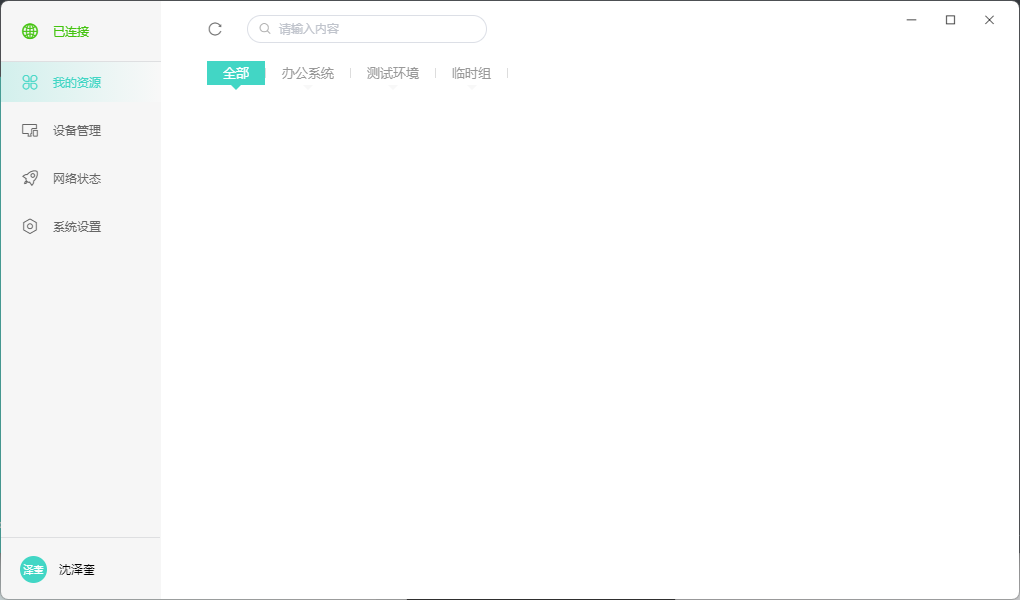 已连接
请输入内容
全部 办公系统 测试环境 临时组
我的资源
设备管理
网络状态
系统设置
泽奎 沈泽奎